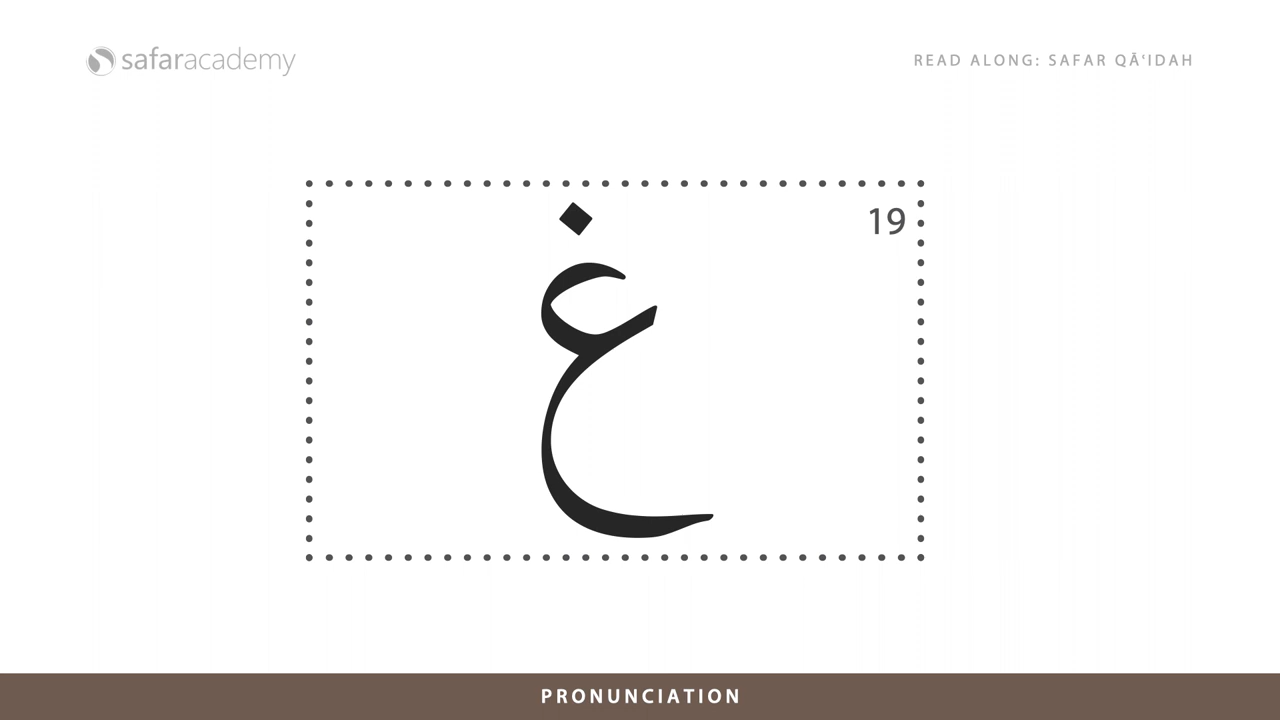 safaracademy
READ ALONG: SAFAR QĀʿIDAH
19
غ
PRONUNCIATION